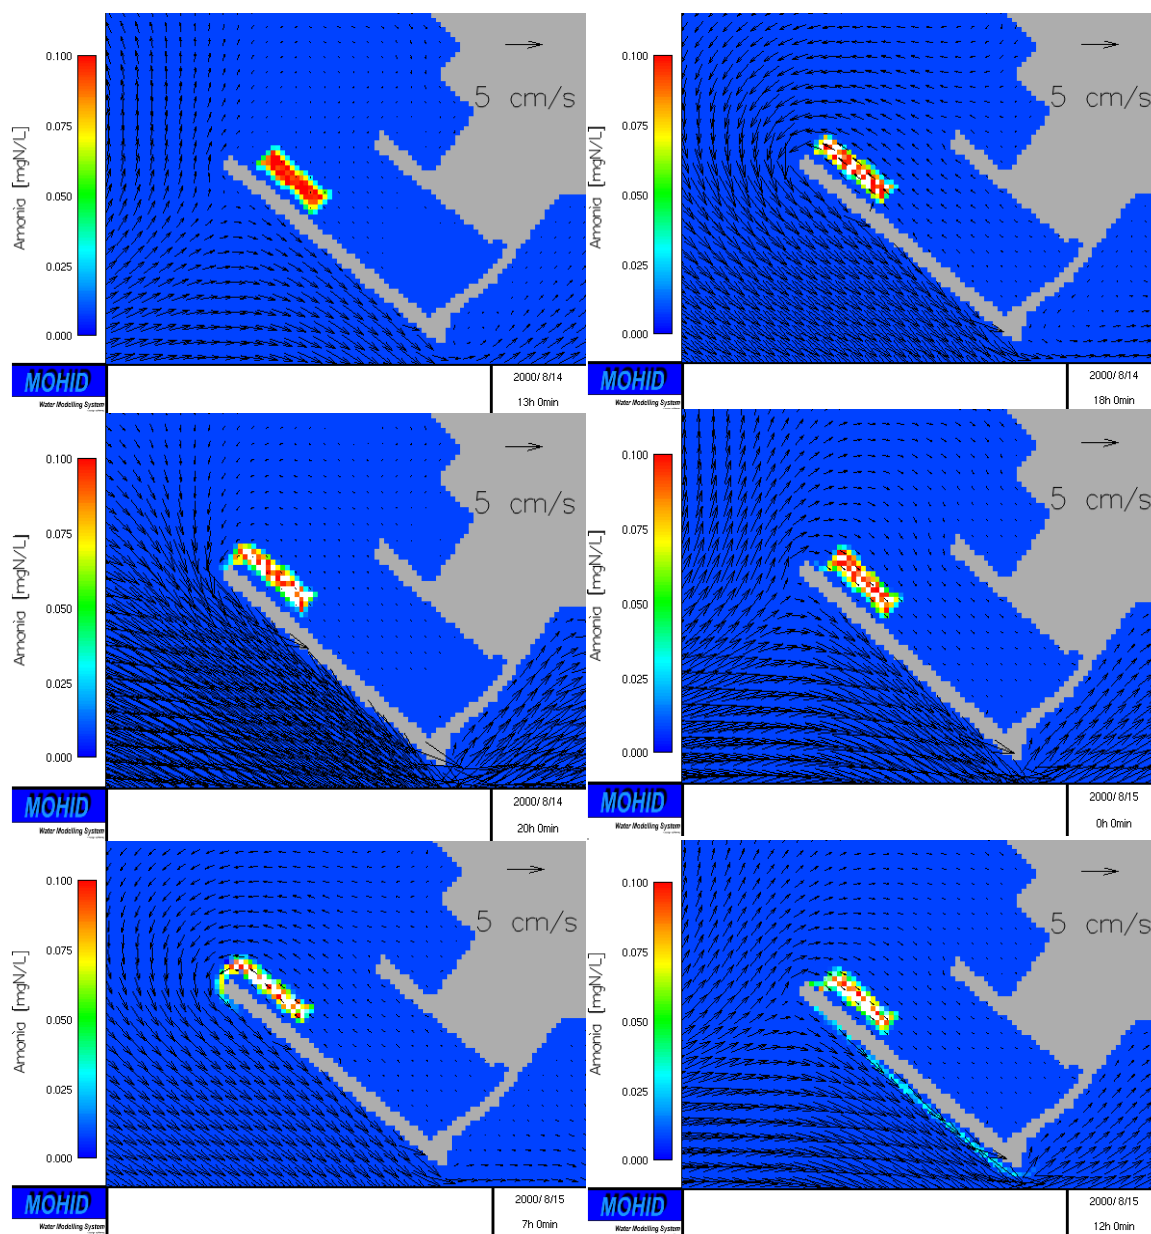 0.100
0.075
0.050
0.025
0.000
Amonia [mgN/L]
5 cm/s
MOHID
Water Modelling System
2000/ 8/14
13h 0min
0.100
0.075
0.050
0.025
0.000
Amonia [mgN/L]
5 cm/s
MOHID
Water Modelling System
2000/ 8/14
18h 0min
0.100
0.075
0.050
0.025
0.000
Amonia [mgN/L]
5 cm/s
MOHID
Water Modelling System
2000/ 8/14
20h 0min
0.100
0.075
0.050
0.025
0.000
Amonia [mgN/L]
5 cm/s
MOHID
Water Modelling System
2000/ 8/15
0h 0min
0.100
0.075
0.050
0.025
0.000
Amonia [mgN/L]
5 cm/s
MOHID
Water Modelling System
2000/ 8/15
7h 0min
0.100
0.075
0.050
0.025
0.000
Amonia [mgN/L]
5 cm/s
MOHID
Water Modelling System
2000/ 8/15
12h 0min